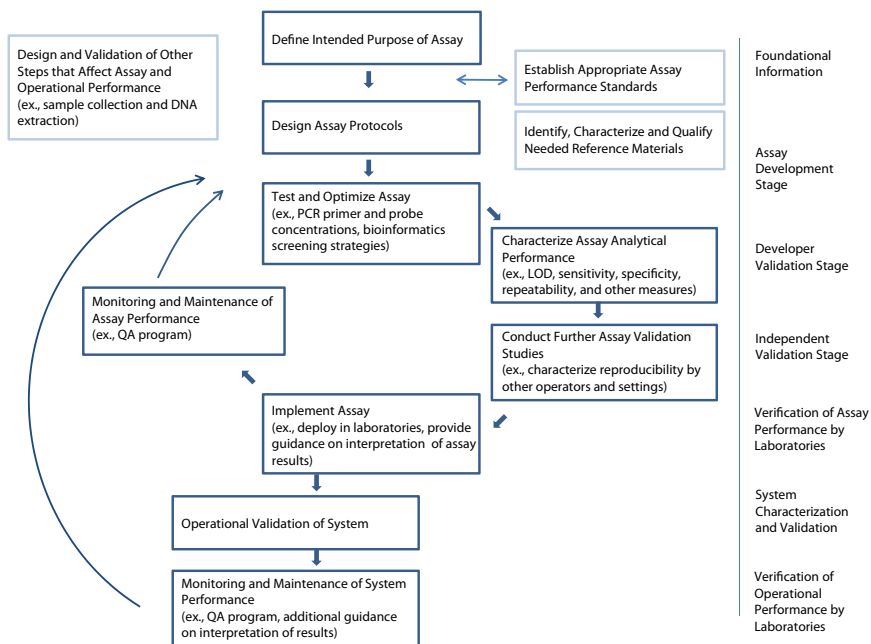 Define Intended Purpose of Assay
Design and Validation of Other
Steps that Affect Assay and
Operational Performance
(ex., sample collection and DNA
extraction)
Establish Appropriate Assay
Performance Standards
Foundational
Information
Design Assay Protocols
Identify, Characterize and Qualify
Needed Reference Materials
Assay
Development
Stage
Test and Optimize Assay
(ex., PCR primer and probe
concentrations, bioinformatics
screening strategies)
Characterize Assay Analytical
Performance
(ex., LOD, sensitivity, specificity,
repeatability, and other measures)
Developer
Validation Stage
Monitoring and Maintenance of
Assay Performance
(ex., QA program)
Conduct Further Assay Validation
Studies
(ex., characterize reproducibility by
other operators and settings)
Independent
Validation Stage
Implement Assay
(ex., deploy in laboratories, provide
guidance on interpretation of assay
results)
Verification of Assay
Performance by
Laboratories
Operational Validation of System
System
Characterization
and Validation
Monitoring and Maintenance of System
Performance
(ex., QA program, additional guidance
on interpretation of results)
Verification of
Operational
Performance by
Laboratories